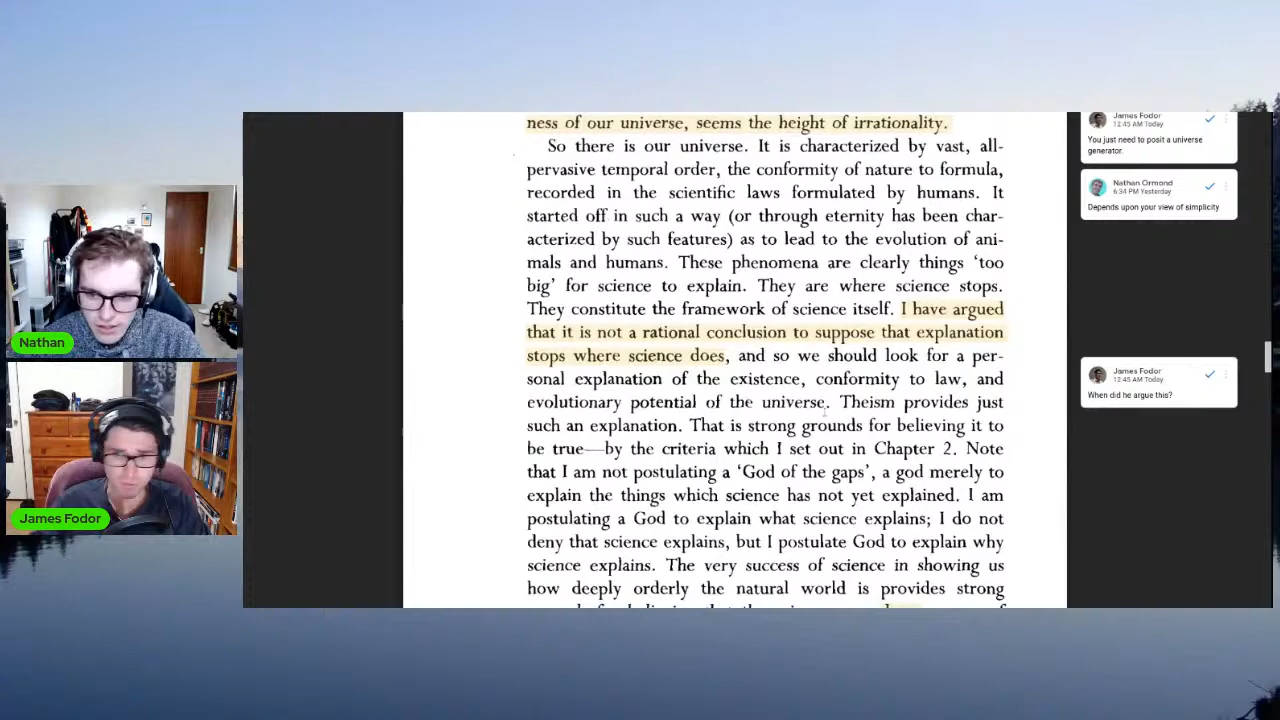 ness of our universe, seems the height of irrationality.
So there is our universe. It is characterized by vast, all-
pervasive temporal order, the conformity of nature to formula,
recorded in the scientific laws formulated by humans. It
started off in such a way (or through eternity has been char-
acterized by such features) as to lead to the evolution of ani-
mals and humans. These phenomena are clearly things 'too
big' for science to explain. They are where science stops.
They constitute the framework of science itself. I have argued
that it is not a rational conclusion to suppose that explanation
stops where science does, and so we should look for a per-
sonal explanation of the existence, conformity to law, and
evolutionary potential of the universe. Theism provides just
such an explanation. That is strong grounds for believing it to
be true—by the criteria which I set out in Chapter 2. Note
that I am not postulating a 'God of the gaps', a god merely to
explain the things which science has not yet explained. I am
postulating a God to explain what science explains; I do not
deny that science explains, but I postulate God to explain why
science explains. The very success of science in showing us
how deeply orderly the natural world is provides strong
James Fodor
12:45 AM Today
You just need to posit a universe
generator.
Nathan Ormond
6:34 PM Yesterday
Depends upon your view of simplicity
James Fodor
12:45 AM Today
When did he argue this?
Nathan
James Fodor